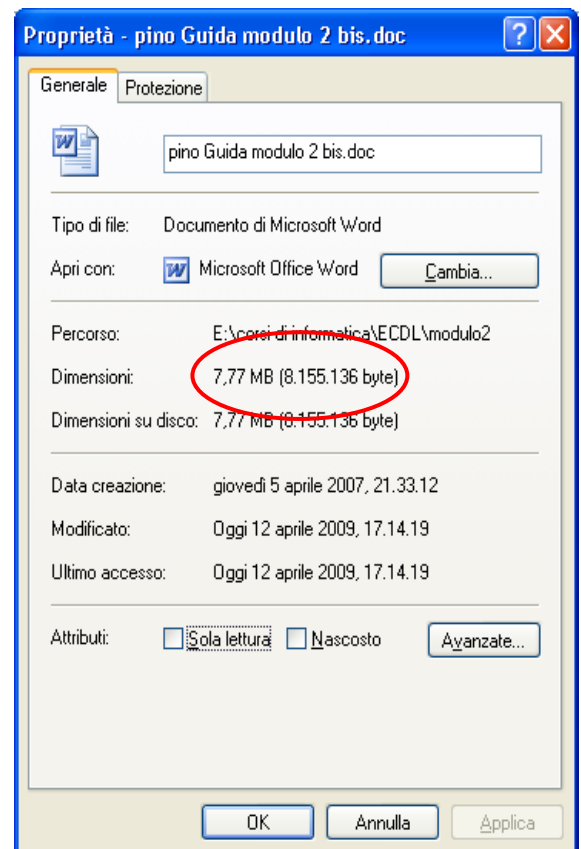 Proprietà - pino Guida modulo 2 bis.doc
Generale Protezione
pino Guida modulo 2 bis.doc
Tipo di file: Documento di Microsoft Word
Apri con: Microsoft Office Word Cambia...
Percorso: E:\corsi di informatica\ECDL\modulo2
Dimensioni: 7,77 MB (8.155.136 byte)
Dimensioni su disco: 7,77 MB (8.155.136 byte)
Data creazione: giovedì 5 aprile 2007, 21.33.12
Modificato: Oggi 12 aprile 2009, 17.14.19
Ultimo accesso: Oggi 12 aprile 2009, 17.14.19
Attributi: Sola lettura Nascosto Avanzate...
OK Annulla Applica